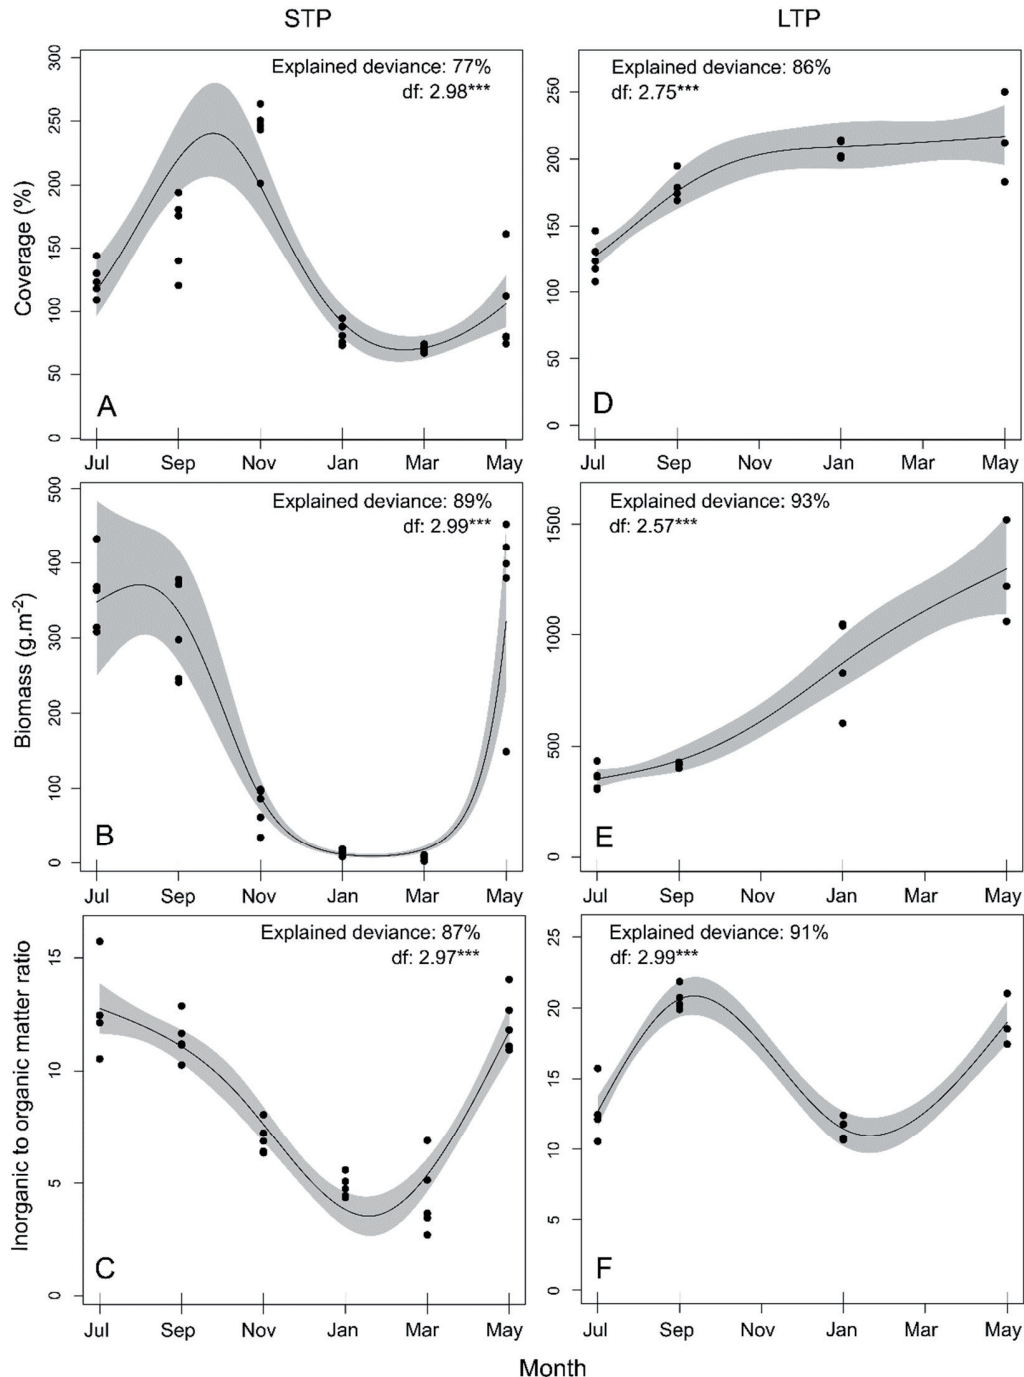 STP
LTP
Explained deviance: 77%
df: 2.98***
Coverage (%)
0
50
100
150
200
250
300
A
Jul Sep Nov Jan Mar May
Explained deviance: 86%
df: 2.75***
0
50
100
150
200
250
D
Jul Sep Nov Jan Mar May
Explained deviance: 89%
df: 2.99***
Biomass (g.m-2)
0
100
200
300
400
500
B
Jul Sep Nov Jan Mar May
Explained deviance: 93%
df: 2.57***
0
500
1000
1500
E
Jul Sep Nov Jan Mar May
Explained deviance: 87%
df: 2.97***
Inorganic to organic matter ratio
0
5
10
15
C
Jul Sep Nov Jan Mar May
Explained deviance: 91%
df: 2.99***
0
5
10
15
20
25
F
Jul Sep Nov Jan Mar May
Month